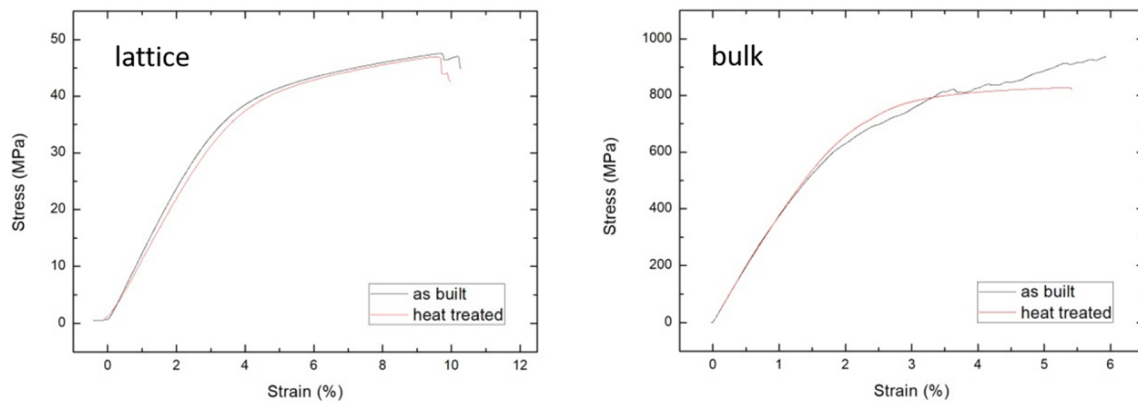 lattice
50
40
30
20
10
0
Stress (MPa)
0 2 4 6 8 10 12
Strain (%)
as built
heat treated
bulk
1000
800
600
400
200
0
Stress (MPa)
0 1 2 3 4 5 6
Strain (%)
as built
heat treated